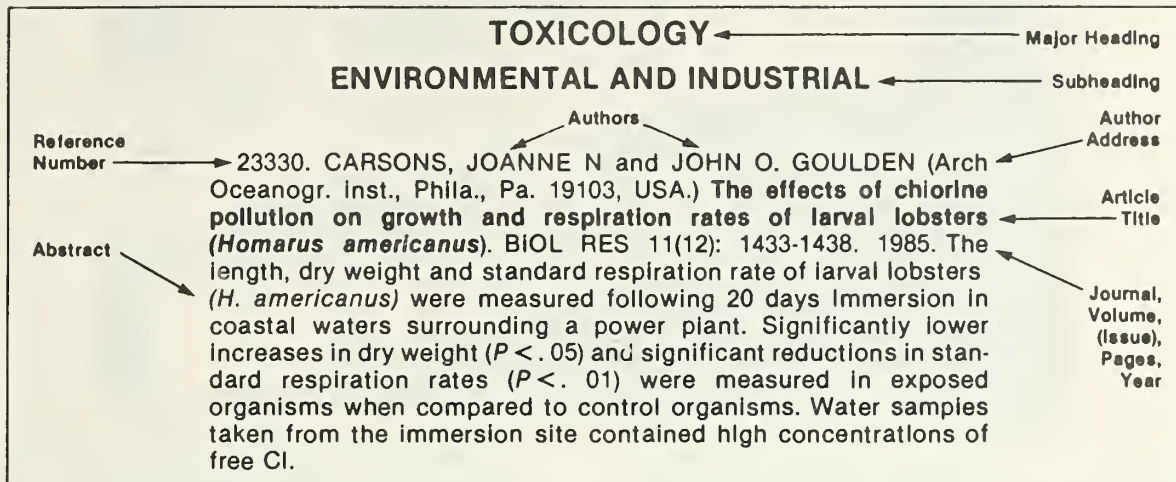 TOXICOLOGY
Major Heading
ENVIRONMENTAL AND INDUSTRIAL
Subheading
Authors
Author
Address
Reference
Number
23330. CARSONS, JOANNE N and JOHN O. GOULDEN (Arch
Oceanogr. Inst., Phila., Pa. 19103, USA.) The effects of chlorine
pollution on growth and respiration rates of larval lobsters
(Homarus americanus). BIOL RES 11(12): 1433-1438. 1985. The
length, dry weight and standard respiration rate of larval lobsters
(H. americanus) were measured following 20 days Immersion in
coastal waters surrounding a power plant. Significantly lower
increases in dry weight (P < .05) and significant reductions in stan-
dard respiration rates (P <. 01) were measured in exposed
organisms when compared to control organisms. Water samples
taken from the immersion site contained high concentrations of
free Cl.
Article
Title
Abstract
Journal,
Volume,
(Issue),
Pages,
Year